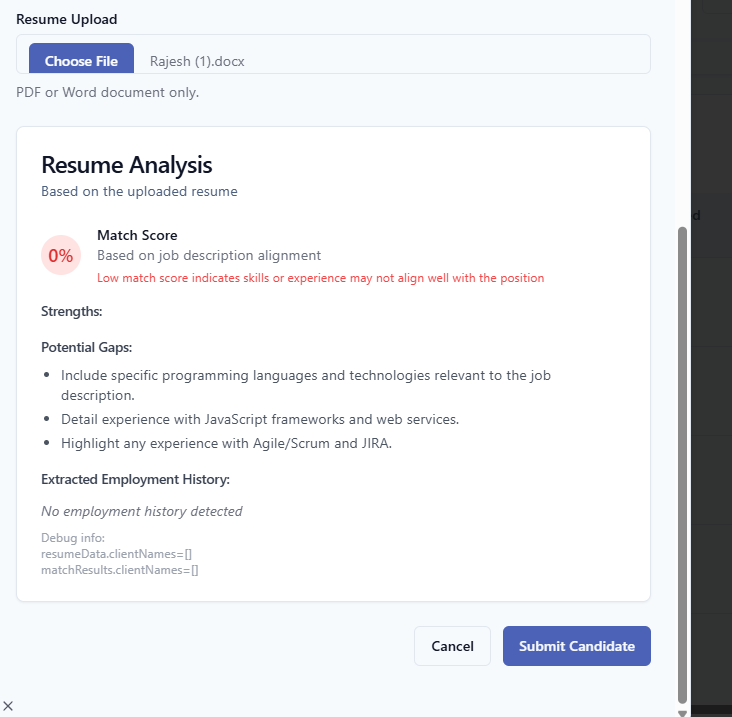 Resume Upload
Choose File Rajesh (1).docx
PDF or Word document only.
Resume Analysis
Based on the uploaded resume
0%
Match Score
Based on job description alignment
Low match score indicates skills or experience may not align well with the position
Strengths:
Potential Gaps:
• Include specific programming languages and technologies relevant to the job
description.
• Detail experience with JavaScript frameworks and web services.
• Highlight any experience with Agile/Scrum and JIRA.
Extracted Employment History:
No employment history detected
Debug info:
resumeData.clientNames=[]
matchResults.clientNames=[]
Cancel Submit Candidate
d